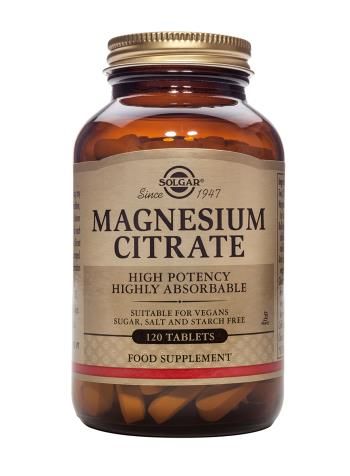 SOLGAR®
Since 1947
MAGNESIUM
CITRATE
HIGH POTENCY
HIGHLY ABSORBABLE
SUITABLE FOR VEGANS
SUGAR, SALT AND STARCH FREE
120 TABLETS
FOOD SUPPLEMENT